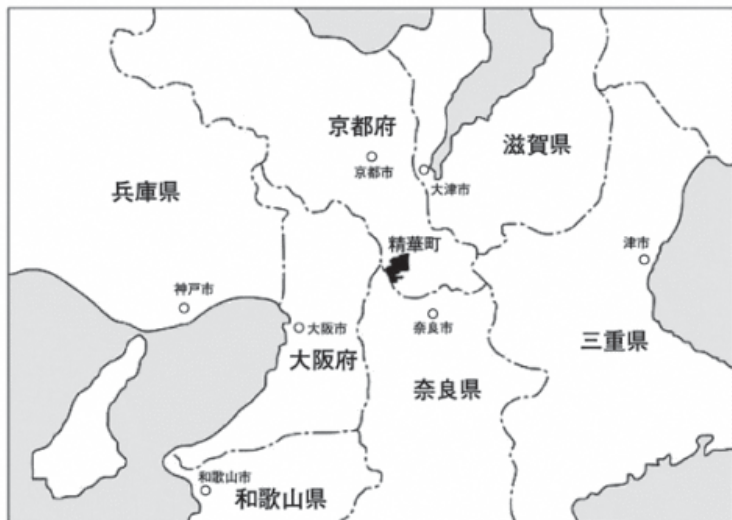 京都府
京都市
滋賀県
大津市
兵庫県
精華町
津市
神戸市
大阪市
奈良市
三重県
大阪府
奈良県
和歌山市
和歌山県